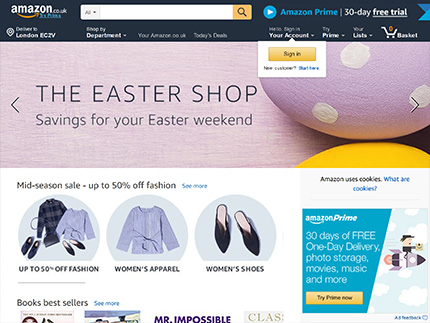 amazon.co.uk
Try Prime
All
Amazon Prime | 30-day free trial
Deliver to
London EC2V
Shop by
Department
Your Amazon.co.uk
Today's Deals
Hello. Sign in
Your Account
Try
Prime
Your
Lists
0
Basket
Sign in
New customer? Start here.
THE EASTER SHOP
Savings for your Easter weekend
Mid-season sale - up to 50% off fashion See more
UP TO 50% OFF FASHION
WOMEN'S APPAREL
WOMEN'S SHOES
Books best sellers See more
MR. IMPOSSIBLE
CLASS
Amazon uses cookies. What are
cookies?
amazonPrime
30 days of FREE
One-Day Delivery,
photo storage,
movies, music
and more
Try Prime now
Ad feedback